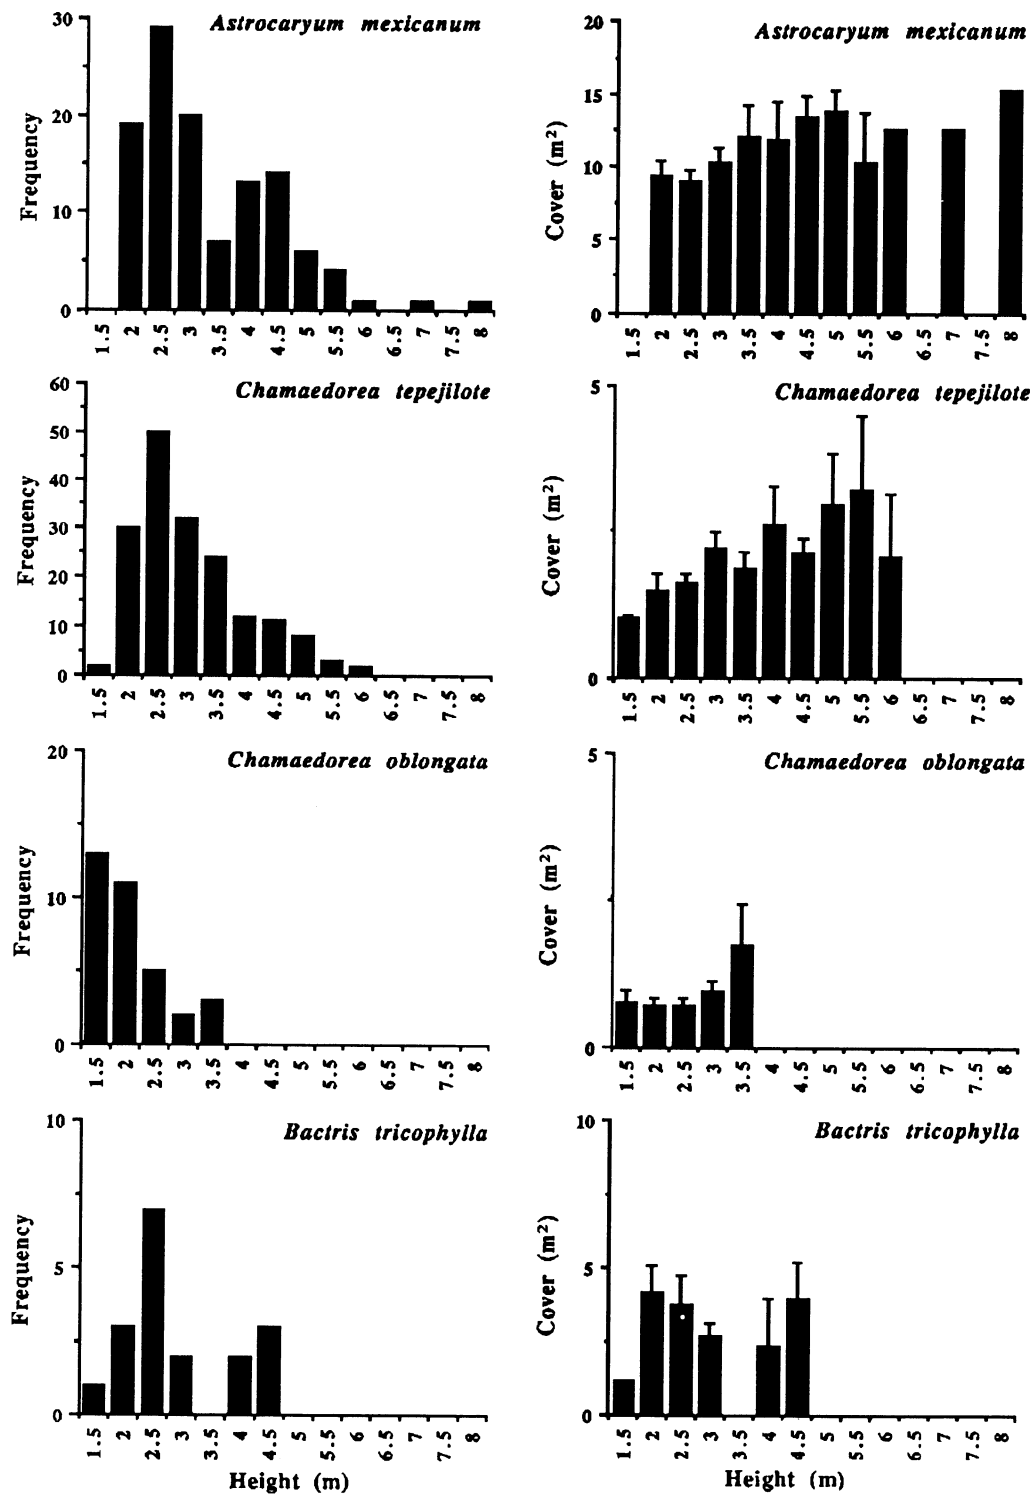 Astrocaryum mexicanum
30
20
10
0
Frequency
1.5 2 2.5 3 3.5 4 4.5 5 5.5 6 6.5 7 7.5 8
Astrocaryum mexicanum
20
15
10
5
0
Cover (m²)
1.5 2 2.5 3 3.5 4 4.5 5 5.5 6 6.5 7 7.5 8
Chamaedorea tepejilote
60
50
40
30
20
10
0
Frequency
1.5 2 2.5 3 3.5 4 4.5 5 5.5 6 6.5 7 7.5 8
Chamaedorea tepejilote
5
0
Cover (m²)
1.5 2 2.5 3 3.5 4 4.5 5 5.5 6 6.5 7 7.5 8
Chamaedorea oblongata
20
10
0
Frequency
1.5 2 2.5 3 3.5 4 4.5 5 5.5 6 6.5 7 7.5 8
Chamaedorea oblongata
5
0
Cover (m²)
1.5 2 2.5 3 3.5 4 4.5 5 5.5 6 6.5 7 7.5 8
Bactris tricophylla
10
5
0
Frequency
1.5 2 2.5 3 3.5 4 4.5 5 5.5 6 6.5 7 7.5 8
Height (m)
Bactris tricophylla
10
5
0
Cover (m²)
1.5 2 2.5 3 3.5 4 4.5 5 5.5 6 6.5 7 7.5 8
Height (m)